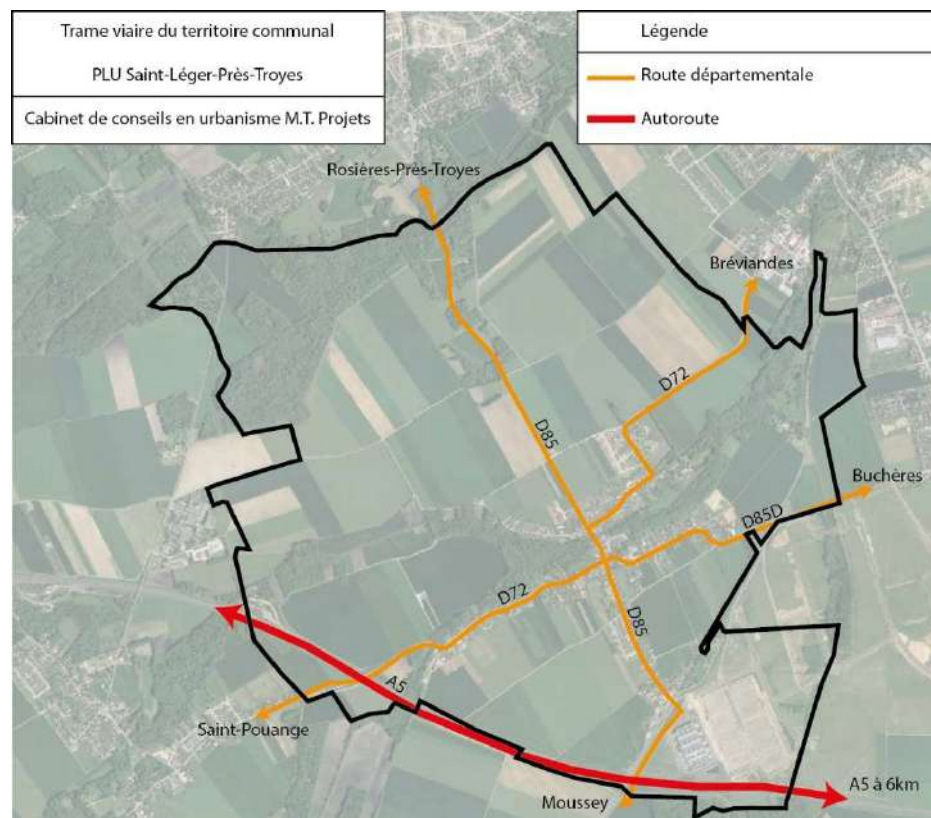 Trame viaire du territoire communal
PLU Saint-Léger-Près-Troyes
Cabinet de conseils en urbanisme M.T. Projets
Légende
Route départementale
Autoroute
Rosières-Près-Troyes
Bréviandes
D72
D85
Buchères
D85D
D72
D85
A5
Saint-Pouange
A5 à 6km
Moussey